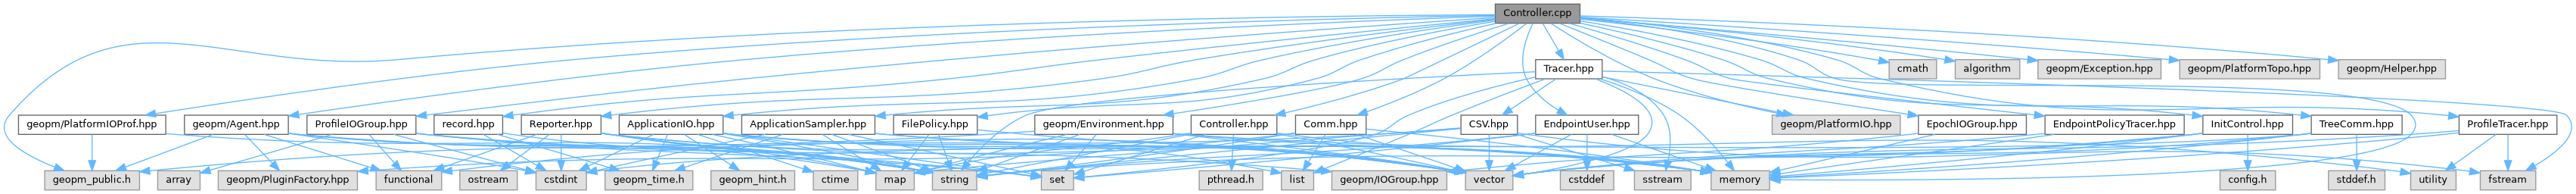 Controller.cpp
Tracer.hpp
cmath
algorithm
geopm/Exception.hpp
geopm/PlatformTopo.hpp
geopm/Helper.hpp
geopm/PlatformIOProf.hpp
geopm/Agent.hpp
ProfileIOGroup.hpp
record.hpp
Reporter.hpp
ApplicationIO.hpp
ApplicationSampler.hpp
FilePolicy.hpp
geopm/Environment.hpp
Controller.hpp
Comm.hpp
CSV.hpp
EndpointUser.hpp
geopm/PlatformIO.hpp
EpochIOGroup.hpp
EndpointPolicyTracer.hpp
InitControl.hpp
TreeComm.hpp
ProfileTracer.hpp
geopm_public.h
array
geopm/PluginFactory.hpp
functional
ostream
cstdint
geopm_time.h
geopm_hint.h
ctime
map
string
set
pthread.h
list
geopm/IOGroup.hpp
vector
cstddef
sstream
memory
config.h
stddef.h
utility
fstream